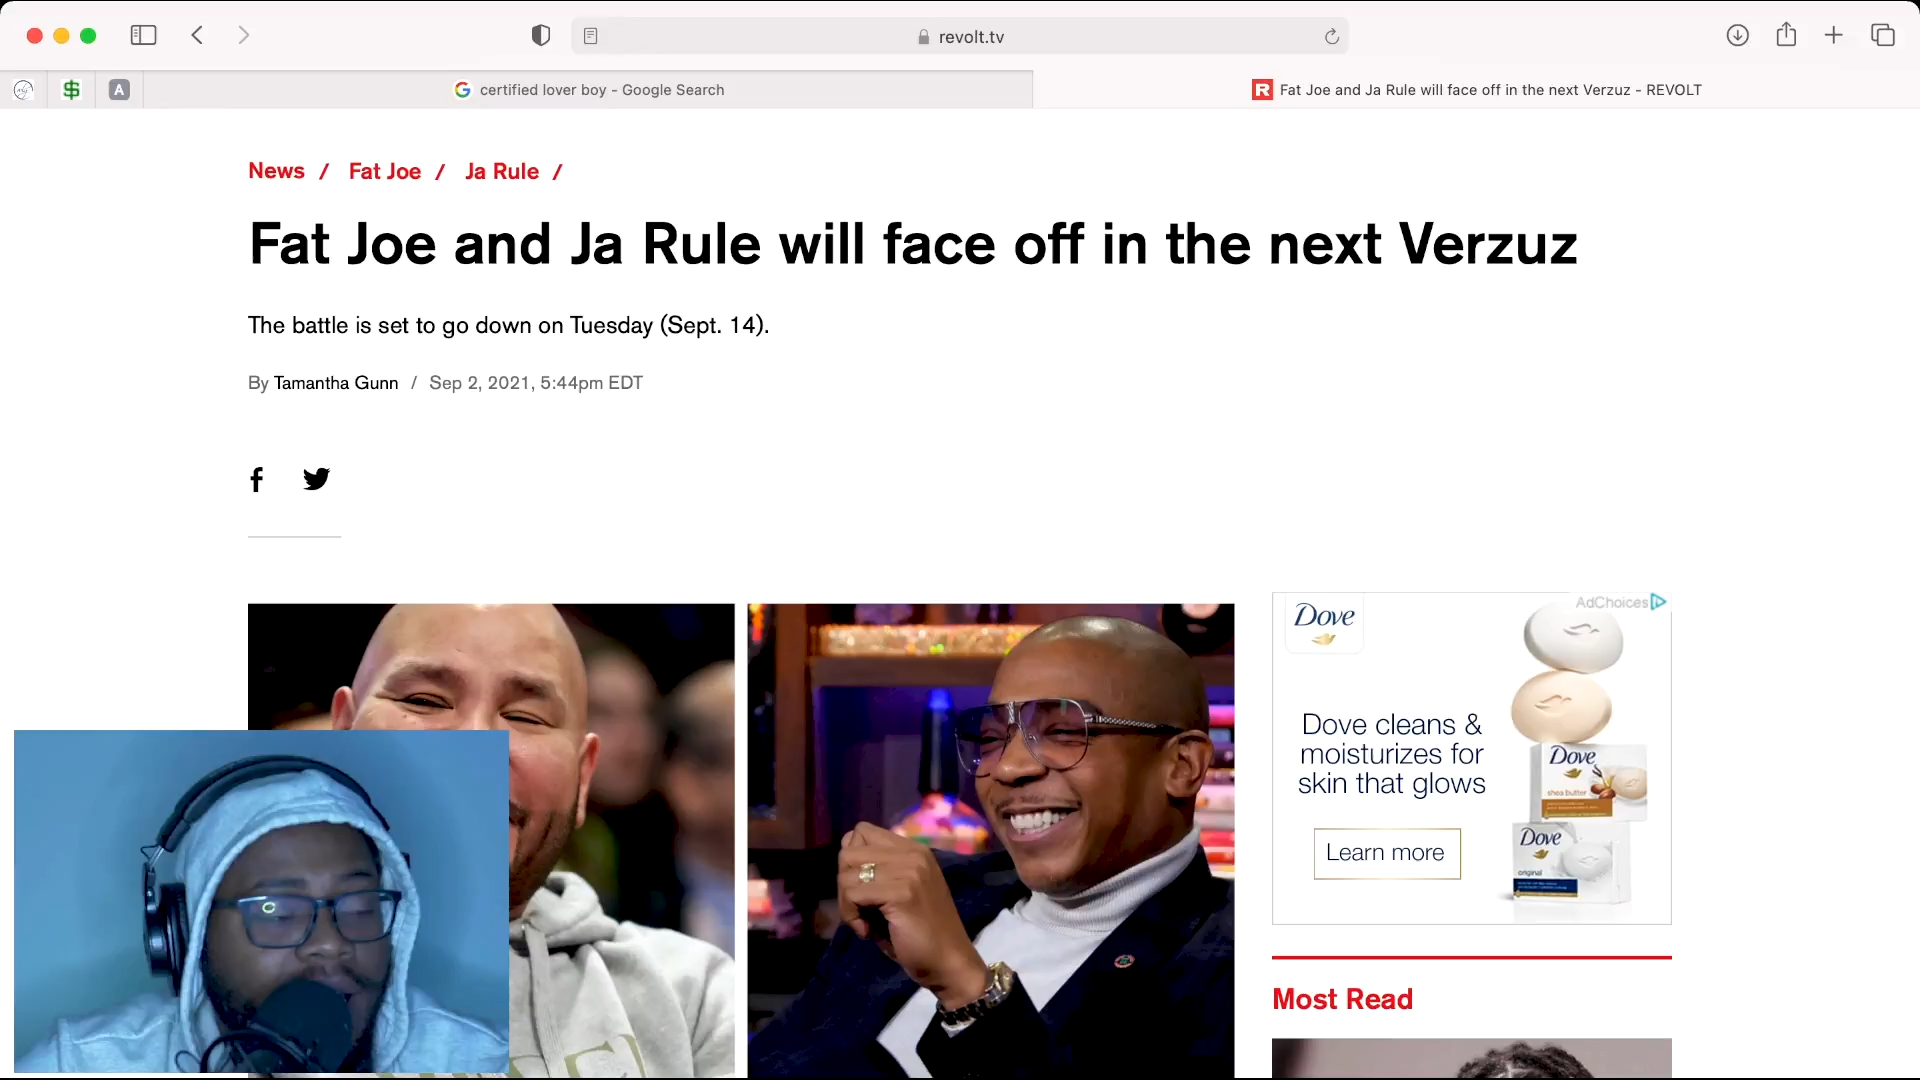 revolt.tv
A
certified lover boy - Google Search
R Fat Joe and Ja Rule will face off in the next Verzuz - REVOLT
News / Fat Joe / Ja Rule /
Fat Joe and Ja Rule will face off in the next Verzuz
The battle is set to go down on Tuesday (Sept. 14).
By Tamantha Gunn / Sep 2, 2021, 5:44pm EDT
AdChoices
Dove
Dove cleans &
moisturizes for
skin that glows
Learn more
Dove
shea butter
Dove
original
Most Read